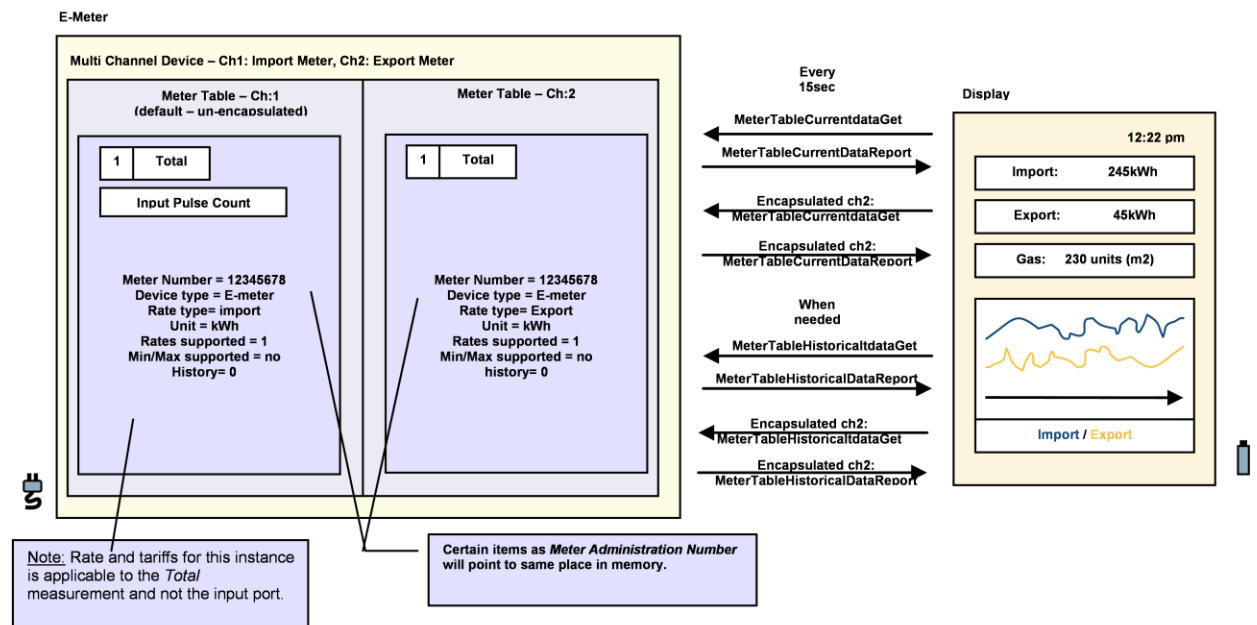 E-Meter
Multi Channel Device – Ch1: Import Meter, Ch2: Export Meter
Meter Table – Ch:1
(default – un-encapsulated)
1 Total
Input Pulse Count
Meter Number = 12345678
Device type = E-meter
Rate type= import
Unit = kWh
Rates supported = 1
Min/Max supported = no
History= 0
Meter Table – Ch:2
1 Total
Meter Number = 12345678
Device type = E-meter
Rate type= Export
Unit = kWh
Rates supported = 1
Min/Max supported = no
history= 0
Note: Rate and tariffs for this instance
is applicable to the Total
measurement and not the input port.
Certain items as Meter Administration Number
will point to same place in memory.
Every
15sec
MeterTableCurrentdataGet
MeterTableCurrentDataReport
Encapsulated ch2:
MeterTableCurrentdataGet
Encapsulated ch2:
MeterTableCurrentDataReport
When
needed
MeterTableHistoricaltdataGet
MeterTableHistoricalDataReport
Encapsulated ch2:
MeterTableHistoricaltdataGet
Encapsulated ch2:
MeterTableHistoricalDataReport
Display
12:22 pm
Import: 245kWh
Export: 45kWh
Gas: 230 units (m2)
Import / Export